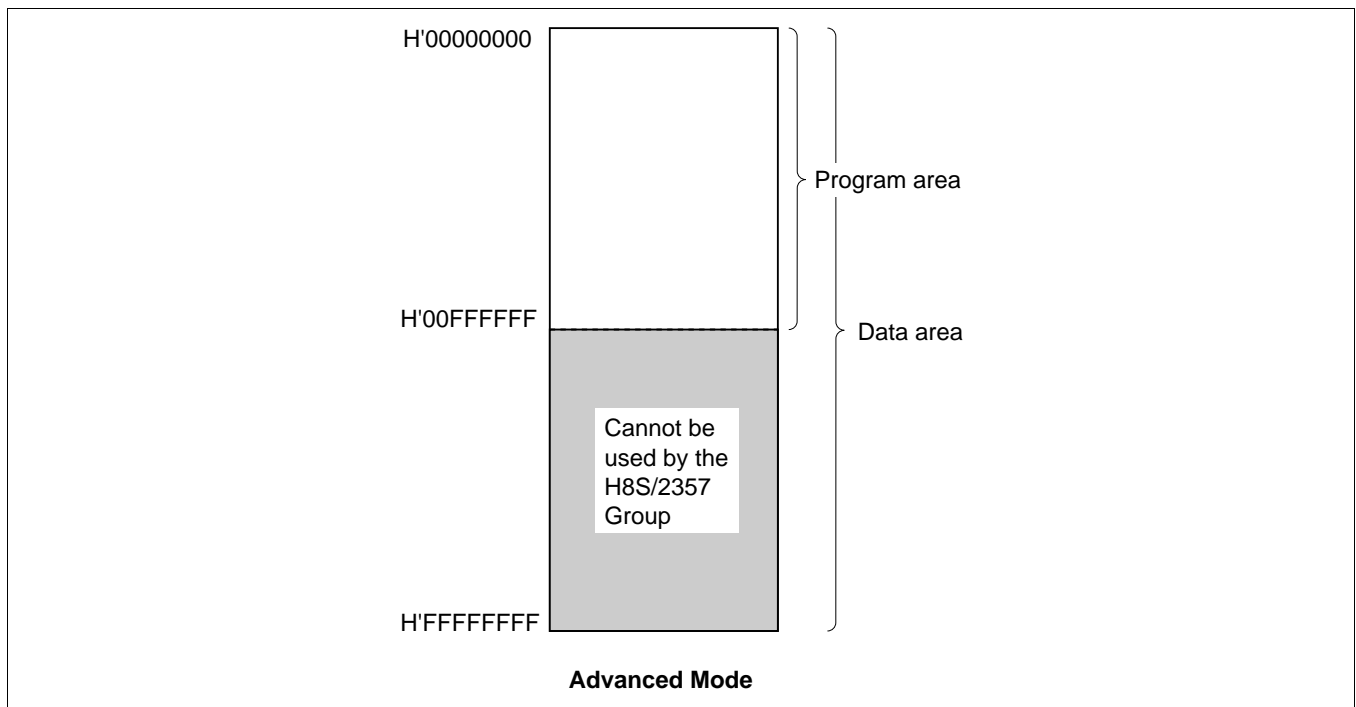 H'00000000
Program area
H'00FFFFFF
Data area
Cannot be
used by the
H8S/2357
Group
H'FFFFFFFF
Advanced Mode